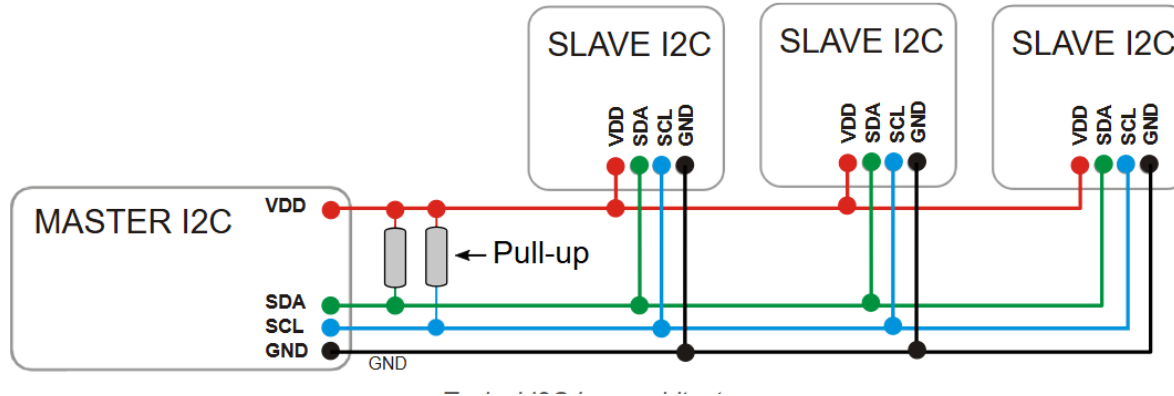 SLAVE I2C
VDD
SDA
SCL
GND
SLAVE I2C
VDD
SDA
SCL
GND
SLAVE I2C
VDD
SDA
SCL
GND
MASTER I2C
VDD
SDA
SCL
GND
Pull-up
GND